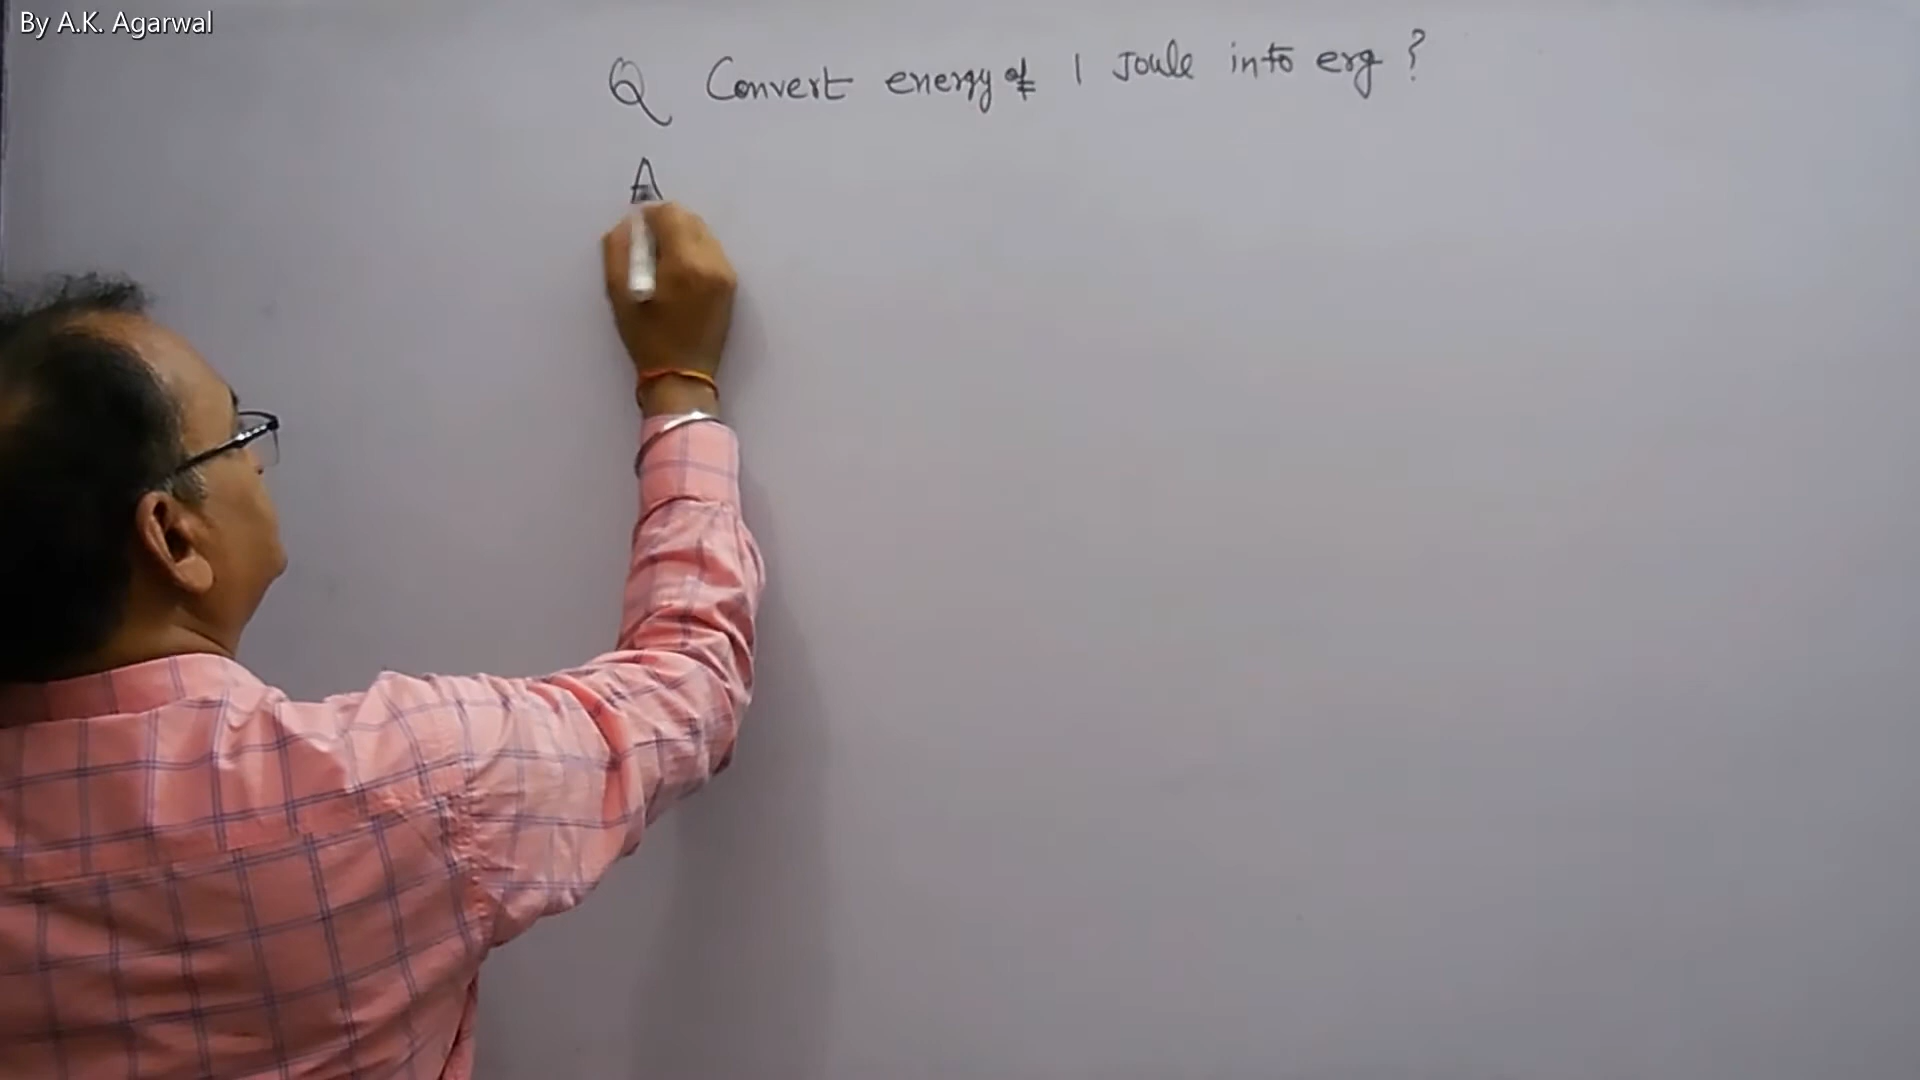 By A.K. Agarwal
Q Convert energy of 1 Joule into erg ?
A